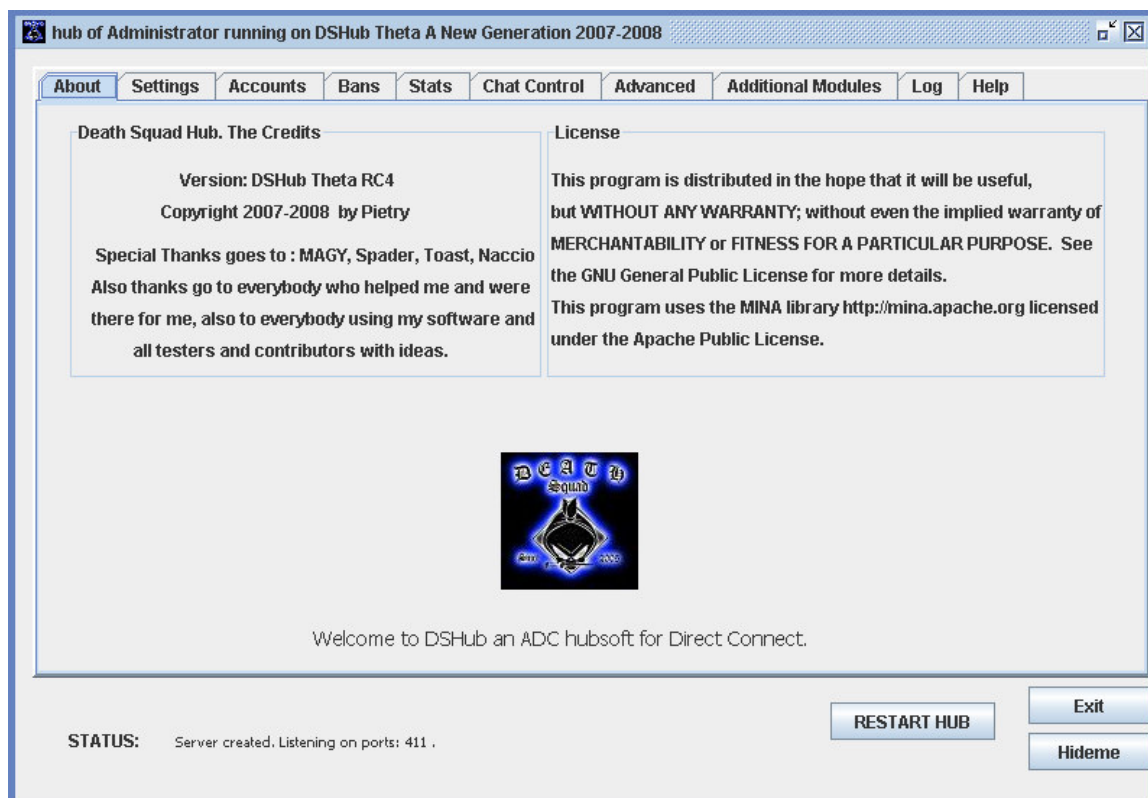 hub of Administrator running on DSHub Theta A New Generation 2007-2008
About Settings Accounts Bans Stats Chat Control Advanced Additional Modules Log Help
Death Squad Hub. The Credits
Version: DSHub Theta RC4
Copyright 2007-2008 by Pietry
Special Thanks goes to : MAGY, Spader, Toast, Naccio
Also thanks go to everybody who helped me and were
there for me, also to everybody using my software and
all testers and contributors with ideas.
License
This program is distributed in the hope that it will be useful,
but WITHOUT ANY WARRANTY; without even the implied warranty of
MERCHANTABILITY or FITNESS FOR A PARTICULAR PURPOSE. See
the GNU General Public License for more details.
This program uses the MINA library http://mina.apache.org licensed
under the Apache Public License.
DEATH
Squad
Welcome to DSHub an ADC hubsoft for Direct Connect.
STATUS: Server created. Listening on ports: 411 .
RESTART HUB
Exit
Hideme